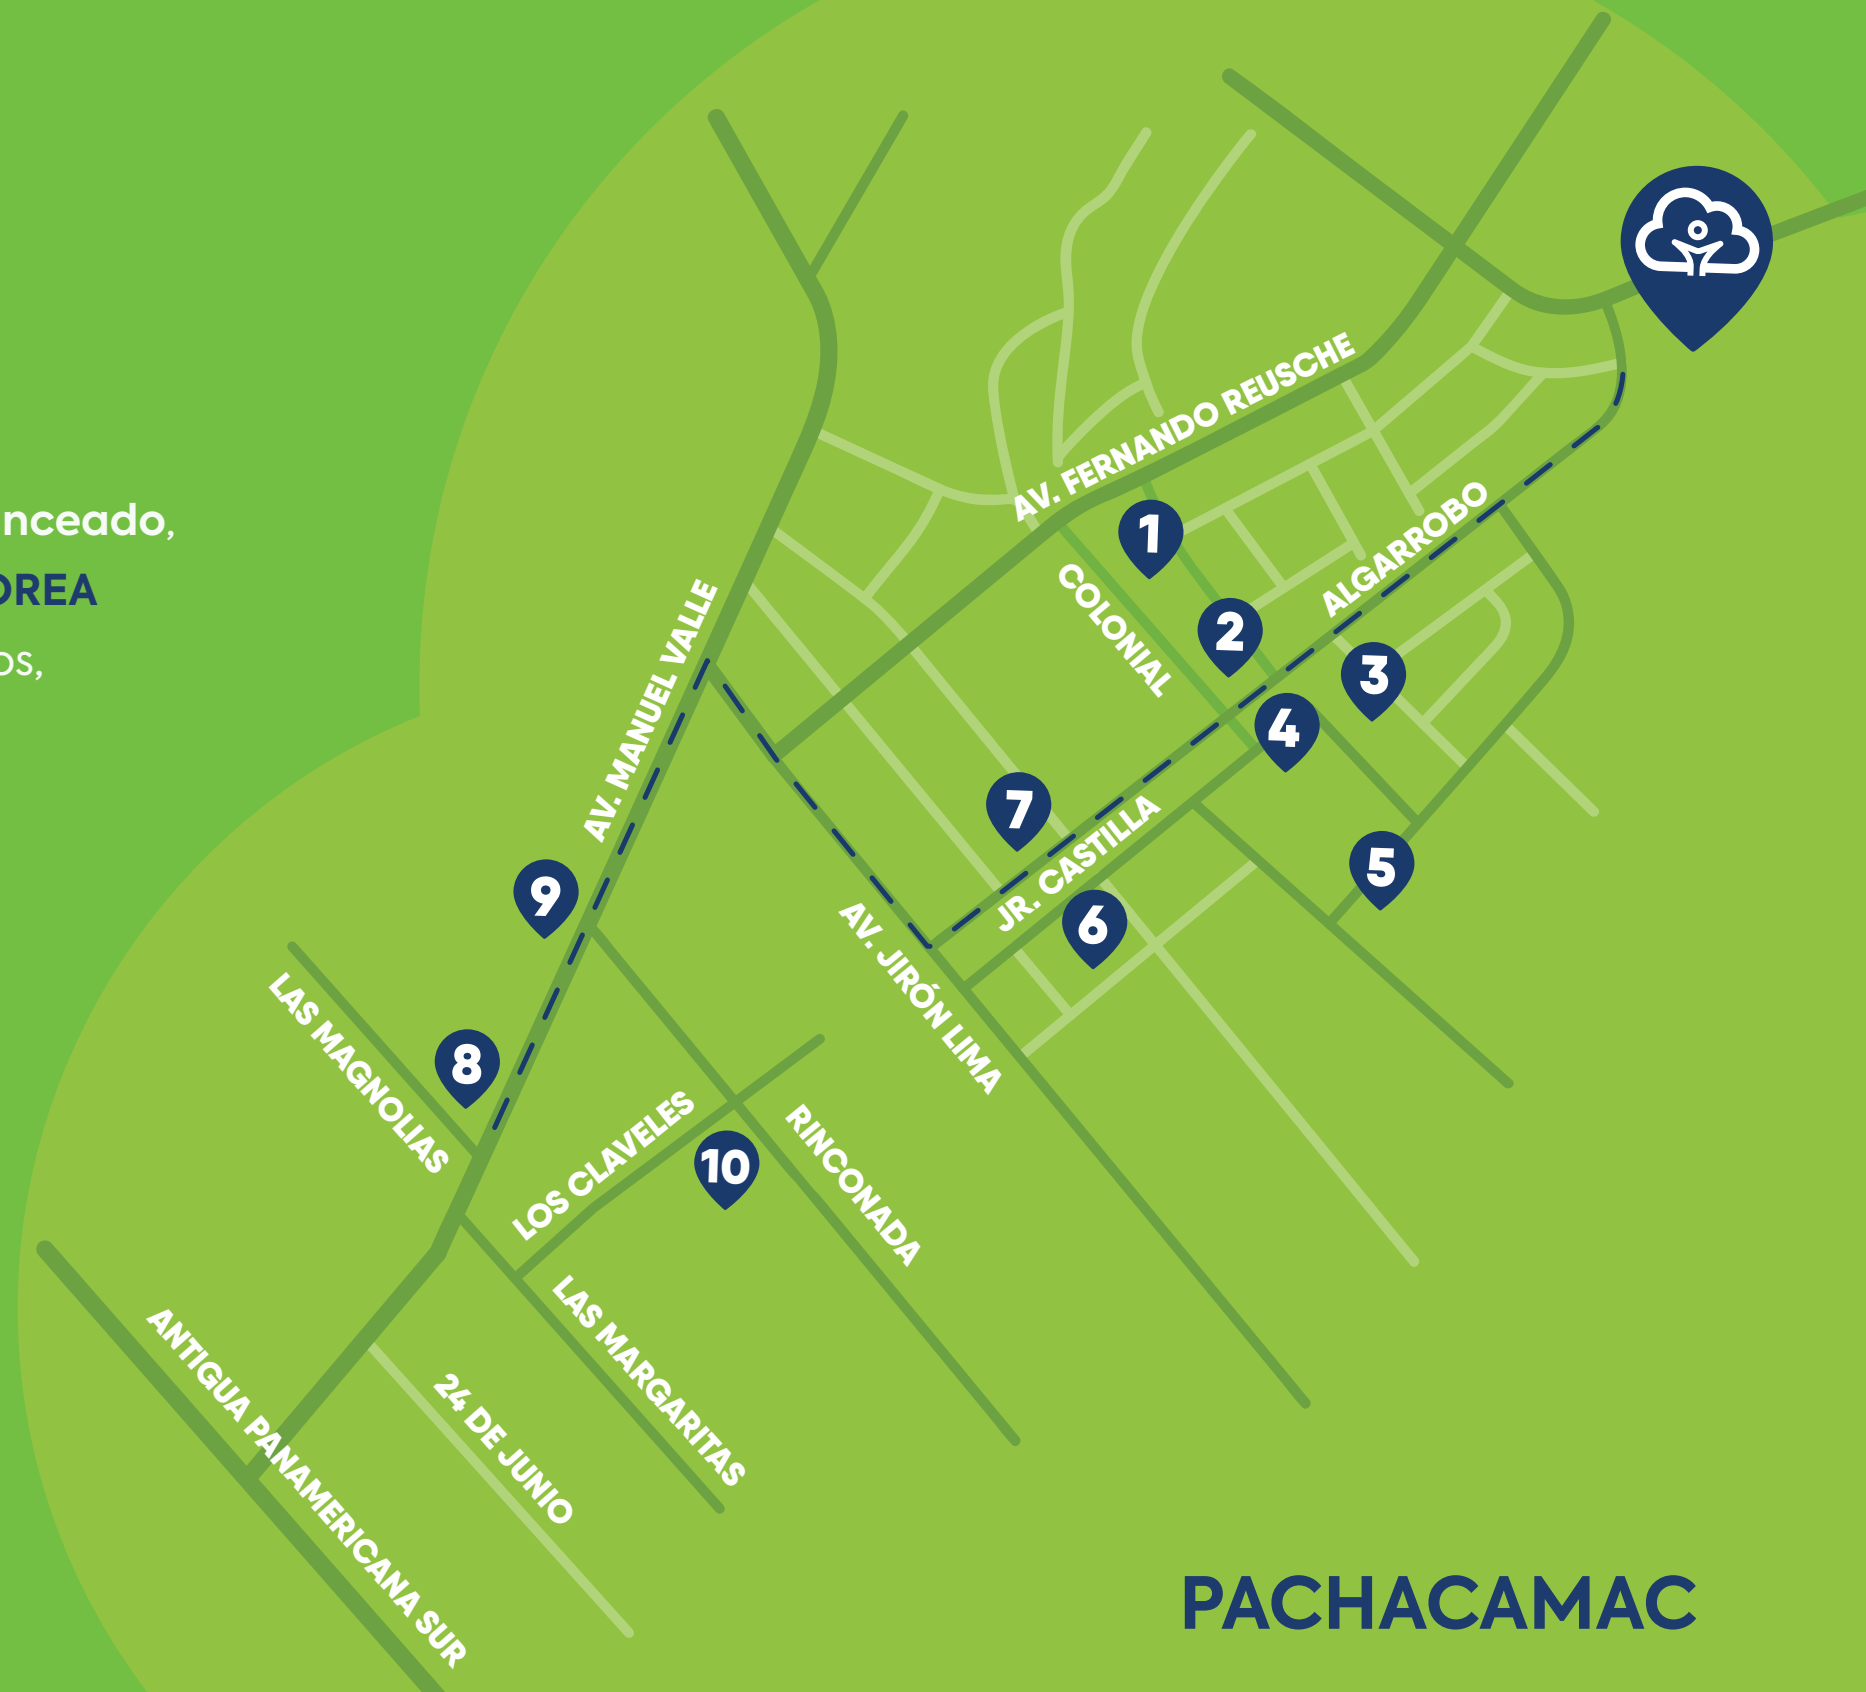 nceado,
OREA
os,
AV. FERNANDO REUSCHE
1
ALGARROBO
COLONIAL
2
3
AV. MANUEL VALLE
4
7
JR. CASTILLA
5
9
6
AV. JIRÓN LIMA
LAS MAGNOLIAS
8
LOS CLAVELES
10
RINCONADA
LAS MARGARITAS
ANTIGUA PANAMERICANA SUR
24 DE JUNIO
PACHACAMAC